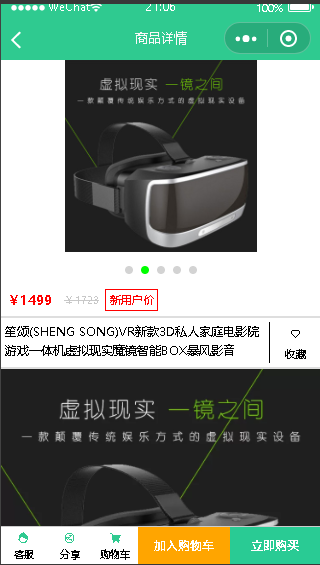 WeChat
21:06
100%
商品详情
虚拟现实 一镜之间
一款颠覆传统娱乐方式的虚拟现实设备
¥1499 ¥ 1723 新用户价
笙颂(SHENG SONG)VR新款3D私人家庭电影院
游戏一体机虚拟现实魔镜智能BOX暴风影音
收藏
虚拟现实 一镜之间
一款颠覆传统娱乐方式的虚拟现实设备
客服 分享 购物车 加入购物车 立即购买